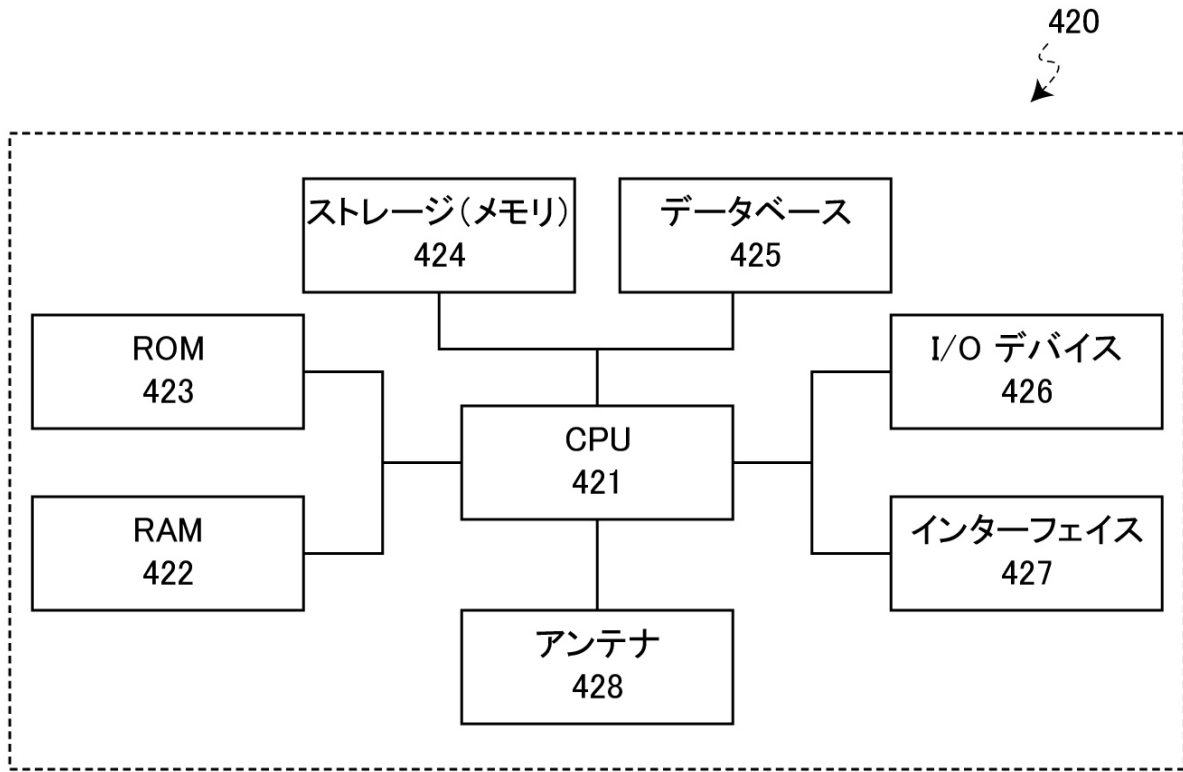 420
ストレージ(メモリ)
424
データベース
425
ROM
423
I/O デバイス
426
CPU
421
RAM
422
インターフェイス
427
アンテナ
428